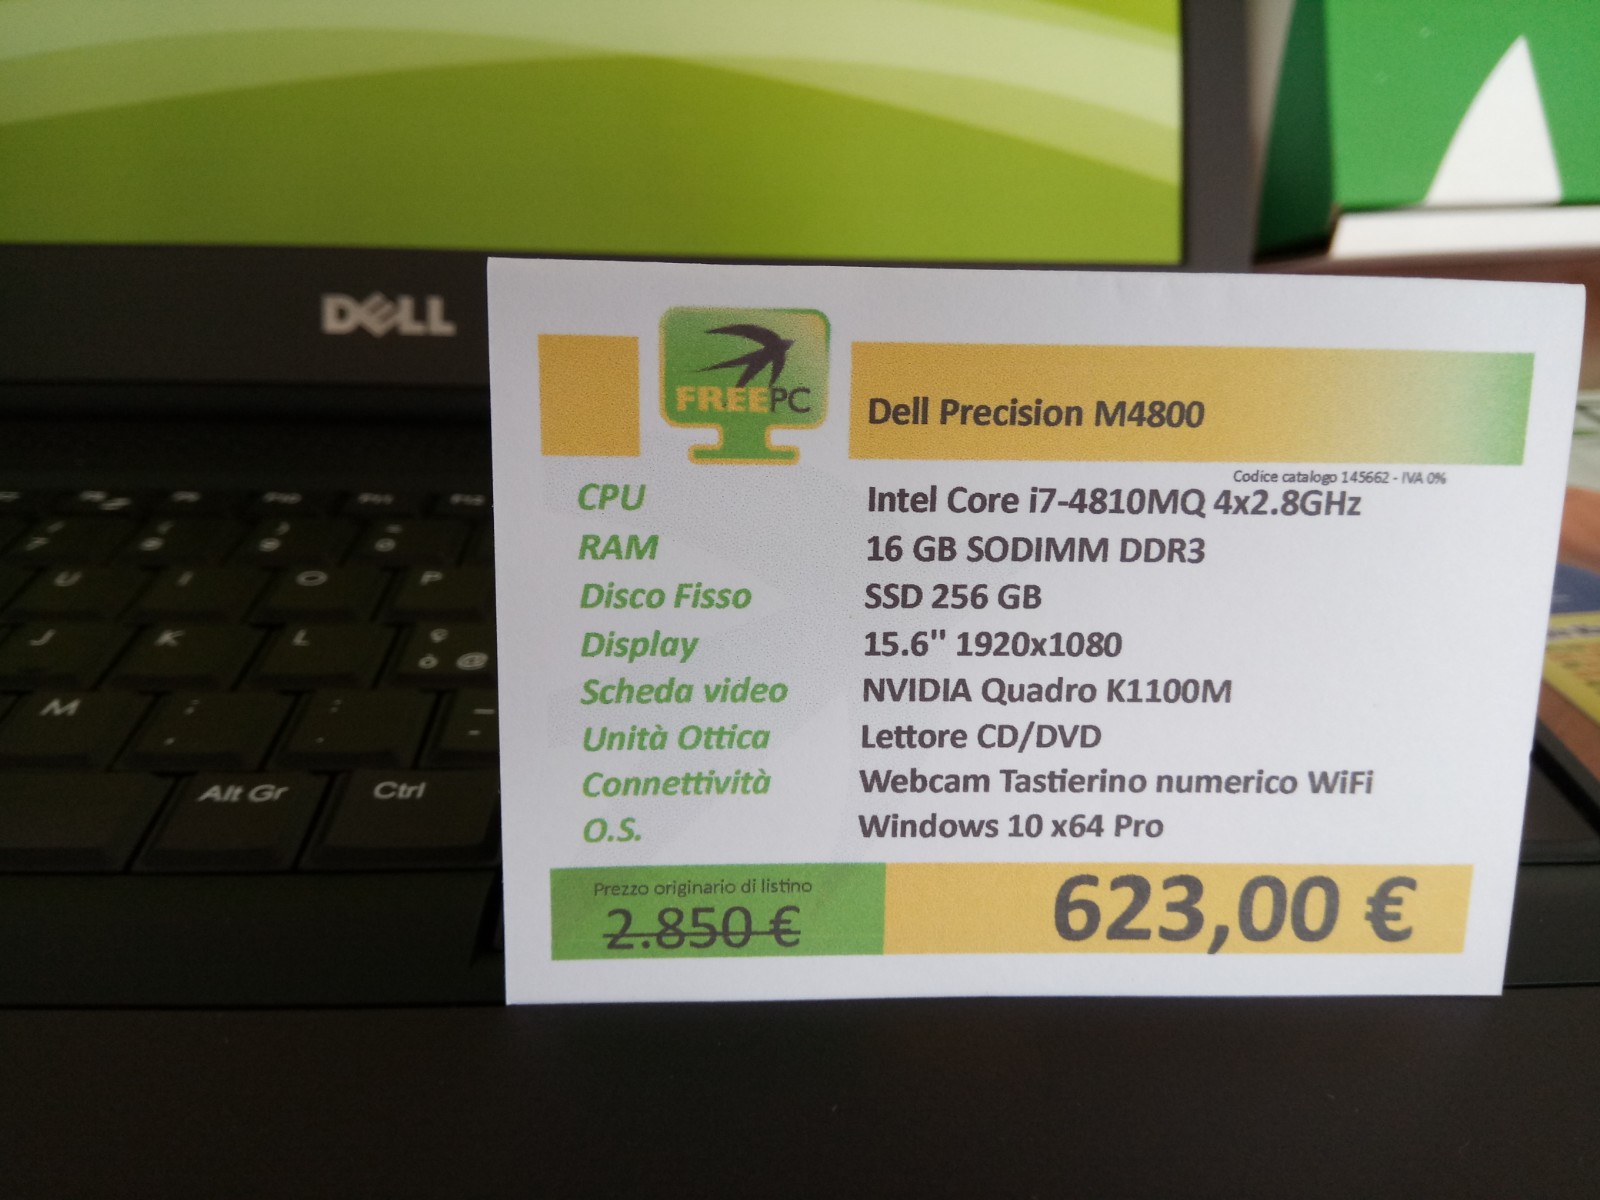 DELL
FREEPC
Dell Precision M4800
Codice catalogo 145662 - IVA 0%
CPU Intel Core i7-4810MQ 4x2.8GHz
RAM 16 GB SODIMM DDR3
Disco Fisso SSD 256 GB
Display 15.6" 1920x1080
Scheda video NVIDIA Quadro K1100M
Unità Ottica Lettore CD/DVD
Connettività Webcam Tastierino numerico WiFi
O.S. Windows 10 x64 Pro
Prezzo originario di listino
2.850 €
623,00 €
U I O P
J K L ç ò @
M ; :
Alt Gr Ctrl